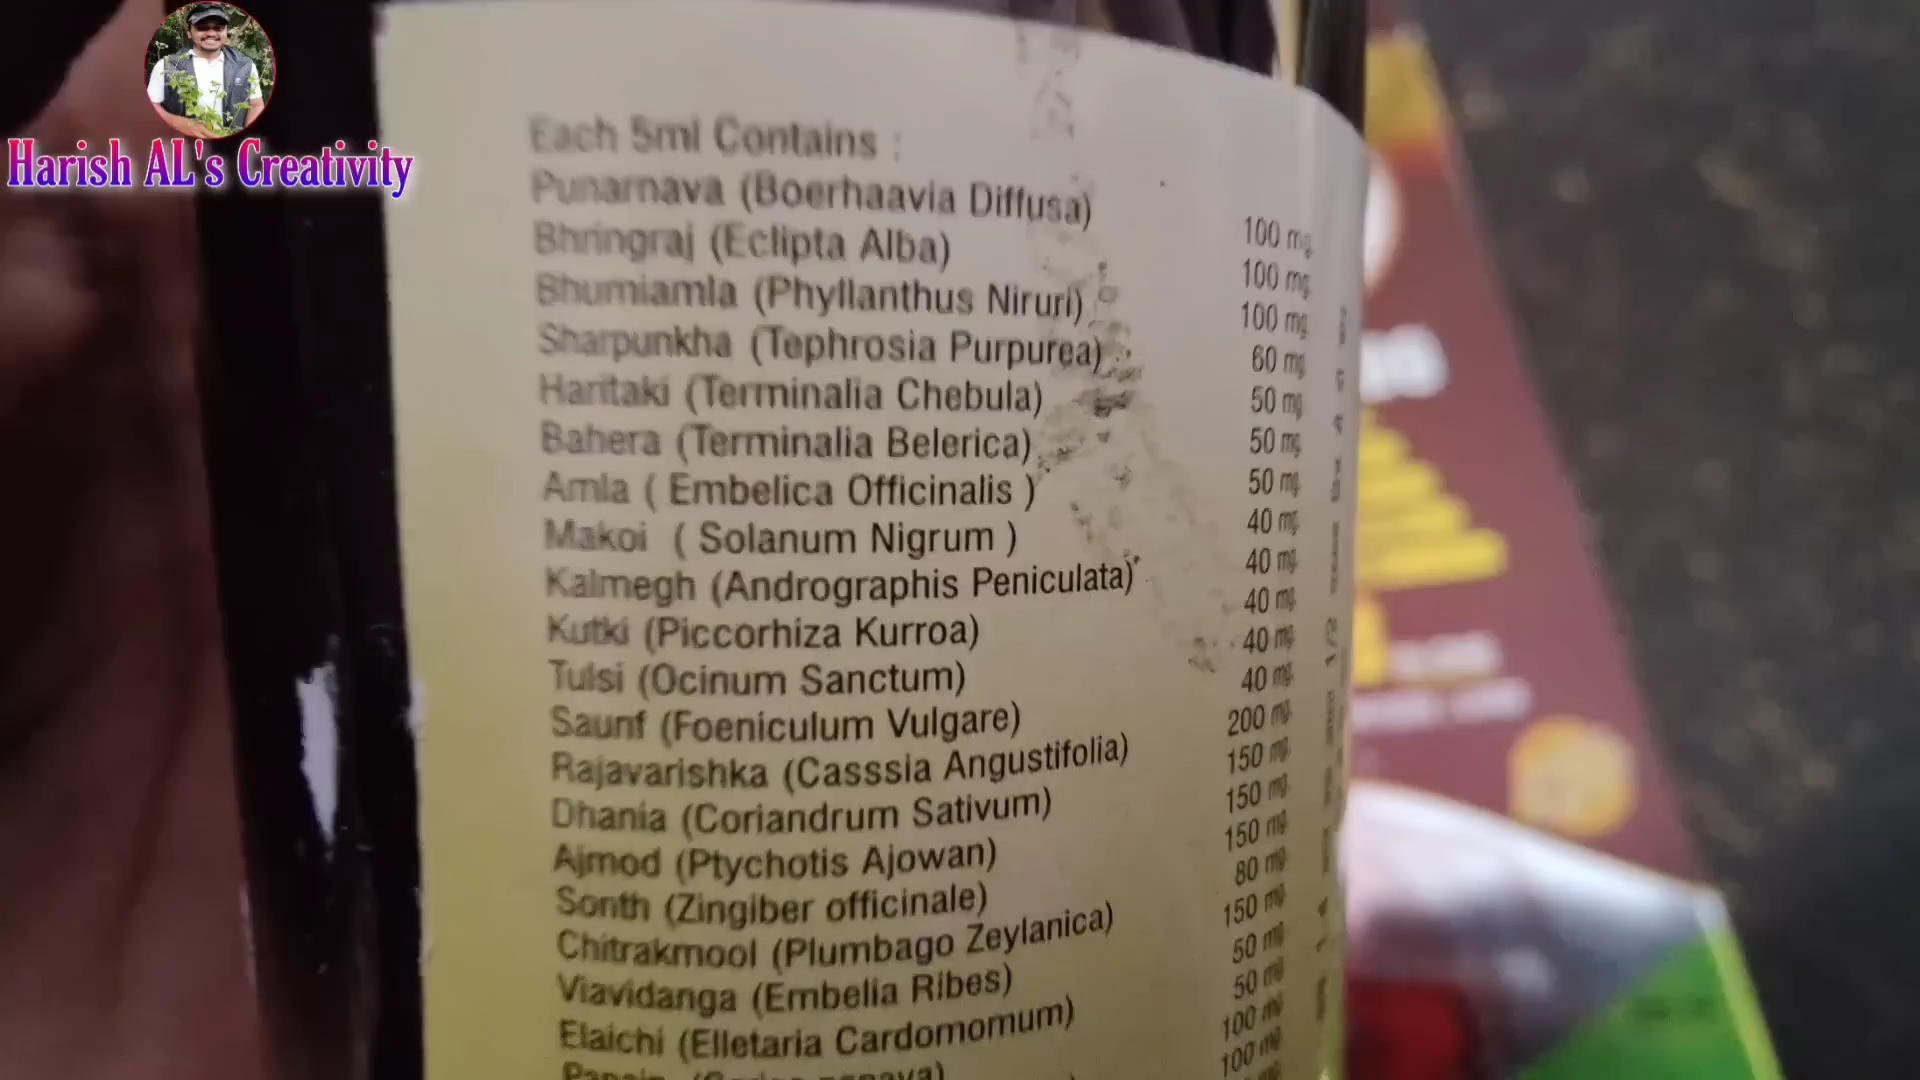 Harish AL's Creativity
Each 5ml Contains :
Punarnava (Boerhaavia Diffusa) 100 mg
Bhringraj (Eclipta Alba) 100 mg
Bhumiamla (Phyllanthus Niruri) 100 mg
Sharpunkha (Tephrosia Purpurea) 60 mg
Haritaki (Terminalia Chebula) 50 mg
Bahera (Terminalia Belerica) 50 mg
Amla ( Embelica Officinalis ) 50 mg
Makoi ( Solanum Nigrum ) 40 mg
Kalmegh (Andrographis Peniculata) 40 mg
Kutki (Piccorhiza Kurroa) 40 mg
Tulsi (Ocinum Sanctum) 40 mg
Saunf (Foeniculum Vulgare) 40 mg
Rajavarishka (Casssia Angustifolia) 200 mg
Dhania (Coriandrum Sativum) 150 mg
Ajmod (Ptychotis Ajowan) 150 mg
Sonth (Zingiber officinale) 150 mg
Chitrakmool (Plumbago Zeylanica) 80 mg
Viavidanga (Embelia Ribes) 150 mg
Elaichi (Elletaria Cardomomum) 50 mg
50 mg
100 mg
100 mg